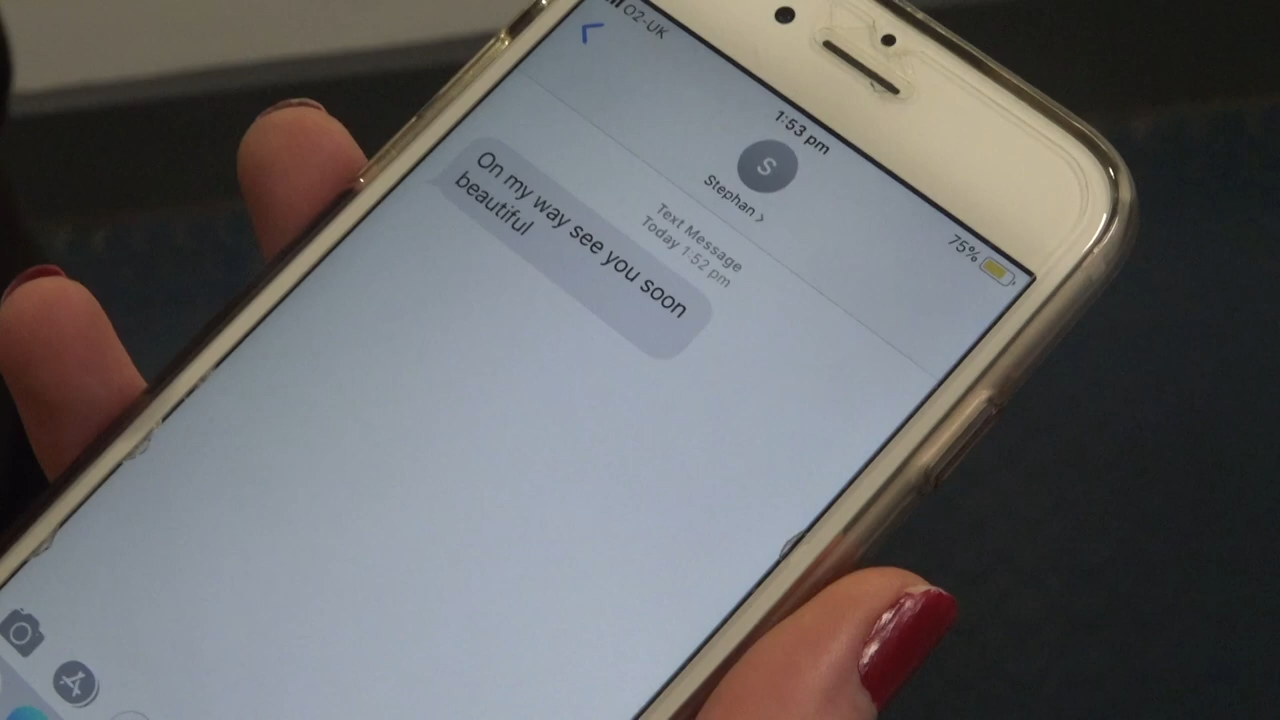 O2-UK
1:53 pm
75%
S
Stephan >
Text Message
Today 1:52 pm
On my way see you soon
beautiful